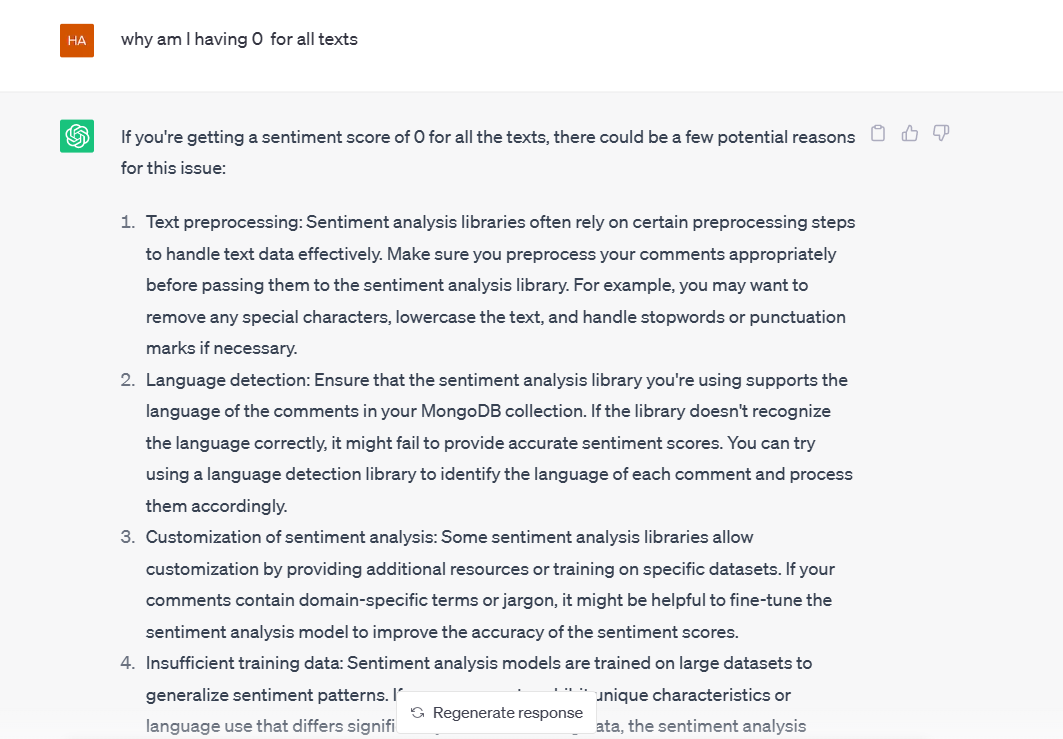 HA
why am I having 0 for all texts
If you're getting a sentiment score of 0 for all the texts, there could be a few potential reasons
for this issue:
1. Text preprocessing: Sentiment analysis libraries often rely on certain preprocessing steps
to handle text data effectively. Make sure you preprocess your comments appropriately
before passing them to the sentiment analysis library. For example, you may want to
remove any special characters, lowercase the text, and handle stopwords or punctuation
marks if necessary.
2. Language detection: Ensure that the sentiment analysis library you're using supports the
language of the comments in your MongoDB collection. If the library doesn't recognize
the language correctly, it might fail to provide accurate sentiment scores. You can try
using a language detection library to identify the language of each comment and process
them accordingly.
3. Customization of sentiment analysis: Some sentiment analysis libraries allow
customization by providing additional resources or training on specific datasets. If your
comments contain domain-specific terms or jargon, it might be helpful to fine-tune the
sentiment analysis model to improve the accuracy of the sentiment scores.
4. Insufficient training data: Sentiment analysis models are trained on large datasets to
generalize sentiment patterns. unique characteristics or
language use that differs the sentiment analysis
Regenerate response